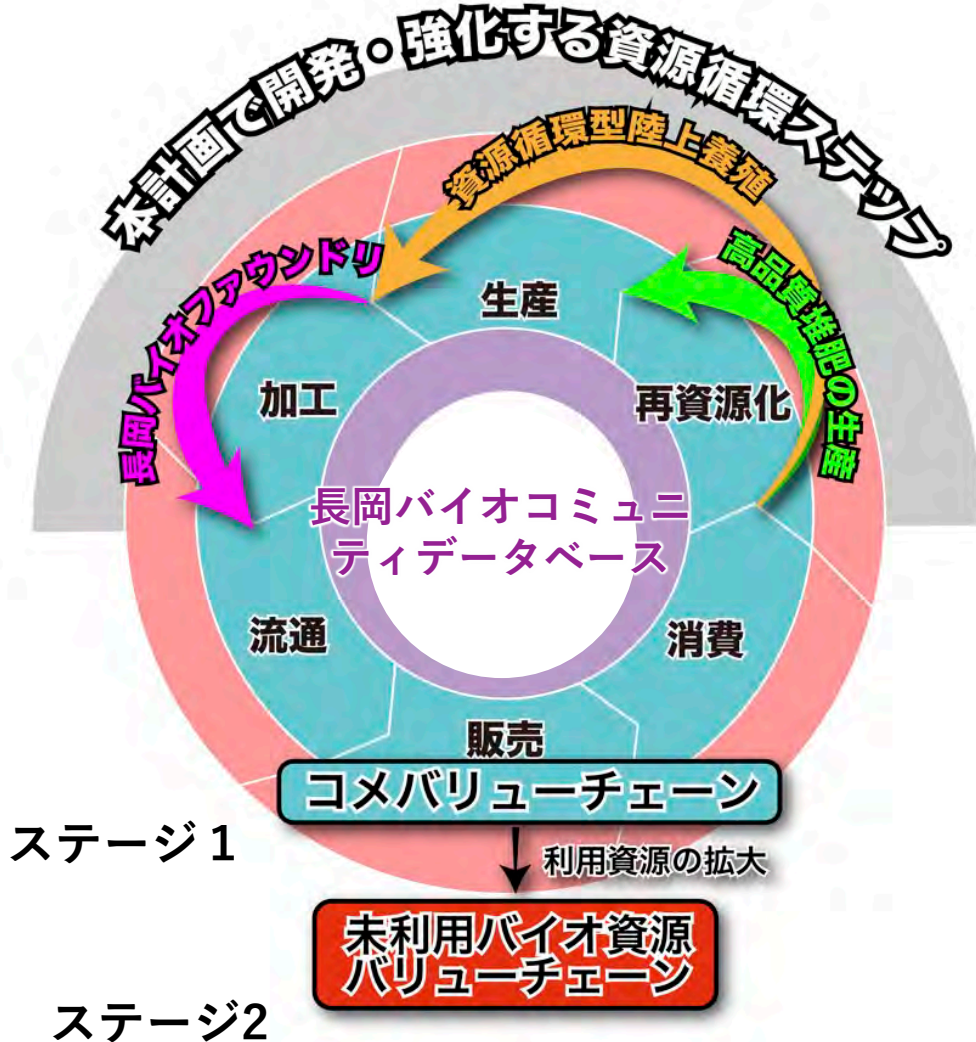 本計画で開発・強化する資源循環ステップ
資源循環型陸上養殖
長岡バイオファウンドリ
高品質堆肥の生産
生産
加工
再資源化
長岡バイオコミュニ
ティデータベース
流通
消費
販売
コメバリューチェーン
ステージ１
利用資源の拡大
未利用バイオ資源
バリューチェーン
ステージ2